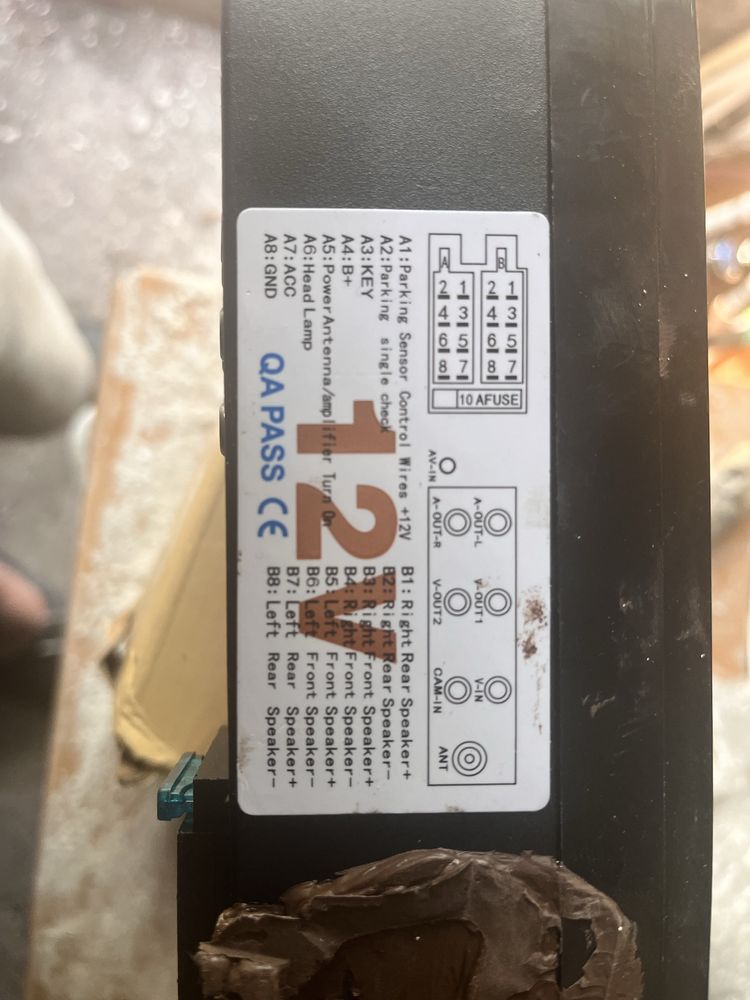 A B
2 1 2 1
4 3 4 3
6 5 6 5
8 7 8 7
10 AFUSE
AV-IN
A-OUT-L V-OUT1 V-IN
A-OUT-R V-OUT2 CAM-IN
ANT
A1:Parking Sensor Control Wires +12V
A2:Parking single check
A3:KEY
A4:B+
A5:PowerAntenna/amplifier Turn On
A6:Head Lamp
A7:ACC
A8:GND
B1:Right Rear Speaker+
B2:Right Rear Speaker-
B3:Right Front Speaker+
B4:Right Front Speaker-
B5:Left Front Speaker+
B6:Left Front Speaker-
B7:Left Rear Speaker+
B8:Left Rear Speaker-
12V
QA PASS CE